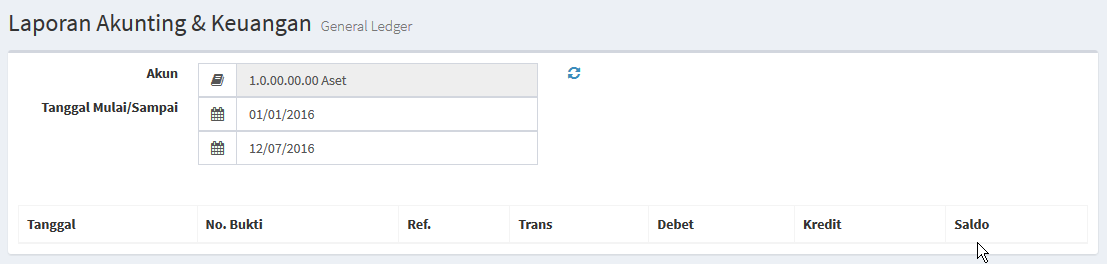 Laporan Akunting & Keuangan General Ledger
Akun 1.0.00.00.00 Aset
Tanggal Mulai/Sampai 01/01/2016
12/07/2016
Tanggal No. Bukti Ref. Trans Debet Kredit Saldo